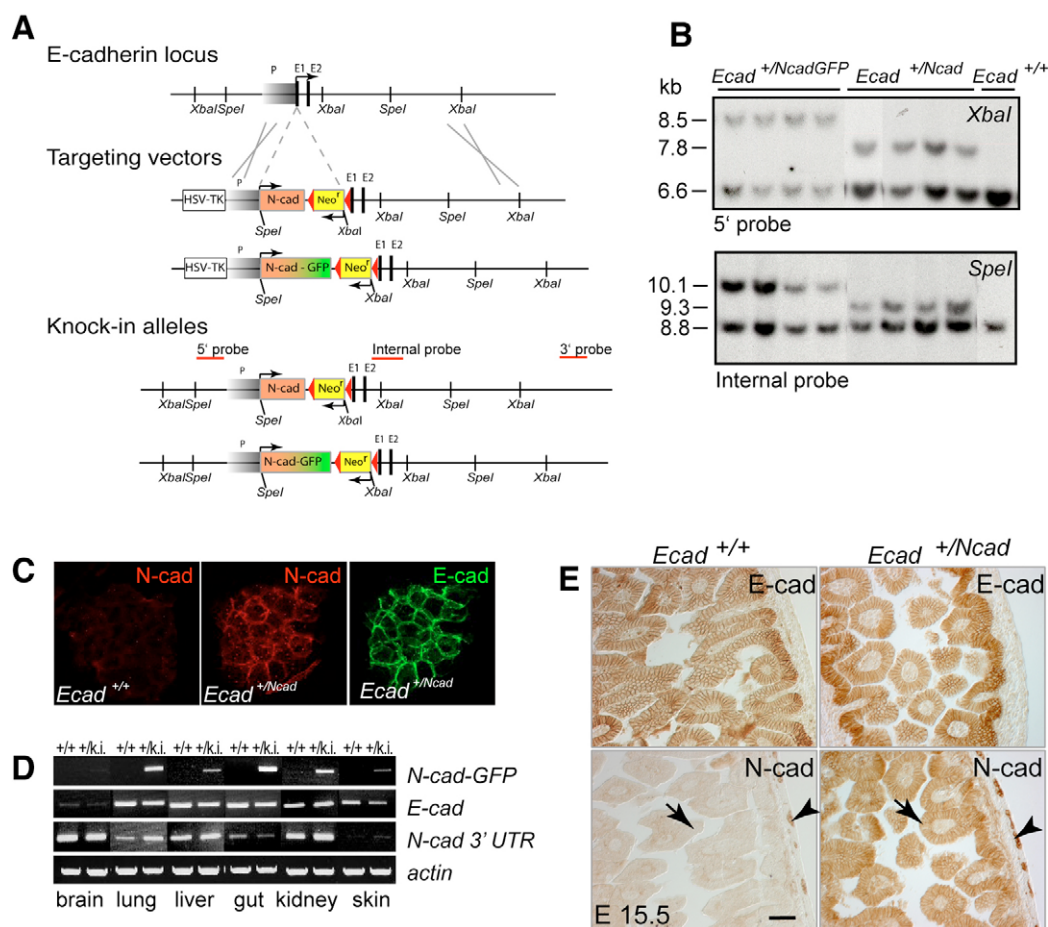 A
E-cadherin locus
P
E1 E2
XbaI SpeI XbaI SpeI XbaI
Targeting vectors
P
E1 E2
HSV-TK N-cad Neor
SpeI XbaI XbaI SpeI XbaI
P
E1 E2
HSV-TK N-cad - GFP Neor
SpeI XbaI XbaI SpeI XbaI
Knock-in alleles
5' probe Internal probe 3' probe
P
E1 E2
N-cad Neor
XbaI SpeI SpeI XbaI XbaI SpeI XbaI
P
E1 E2
N-cad-GFP Neor
XbaI SpeI SpeI XbaI XbaI SpeI XbaI
B
Ecad +/NcadGFP Ecad +/Ncad Ecad +/+
kb
XbaI
8.5
7.8
6.6
5' probe
SpeI
10.1
9.3
8.8
Internal probe
C
N-cad N-cad E-cad
Ecad +/+ Ecad +/Ncad Ecad +/Ncad
D
+/+ +/k.i. +/+ +/k.i. +/+ +/k.i. +/+ +/k.i. +/+ +/k.i. +/+ +/k.i.
N-cad-GFP
E-cad
N-cad 3' UTR
actin
brain lung liver gut kidney skin
E
Ecad +/+ Ecad +/Ncad
E-cad E-cad
N-cad N-cad
E 15.5